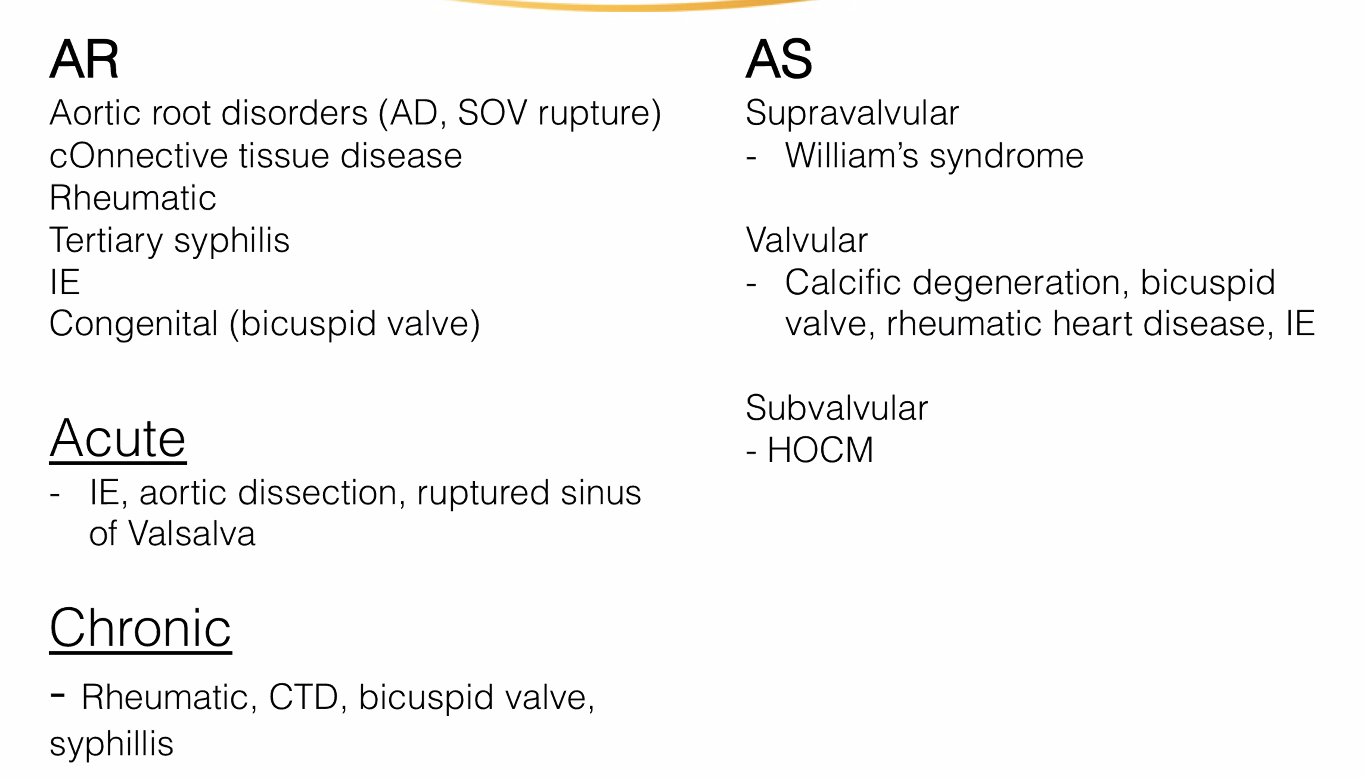 AR
Aortic root disorders (AD, SOV rupture)
cOnnective tissue disease
Rheumatic
Tertiary syphilis
IE
Congenital (bicuspid valve)
Acute
- IE, aortic dissection, ruptured sinus
of Valsalva
Chronic
- Rheumatic, CTD, bicuspid valve,
syphillis
AS
Supravalvular
- William’s syndrome
Valvular
- Calcific degeneration, bicuspid
valve, rheumatic heart disease, IE
Subvalvular
- HOCM